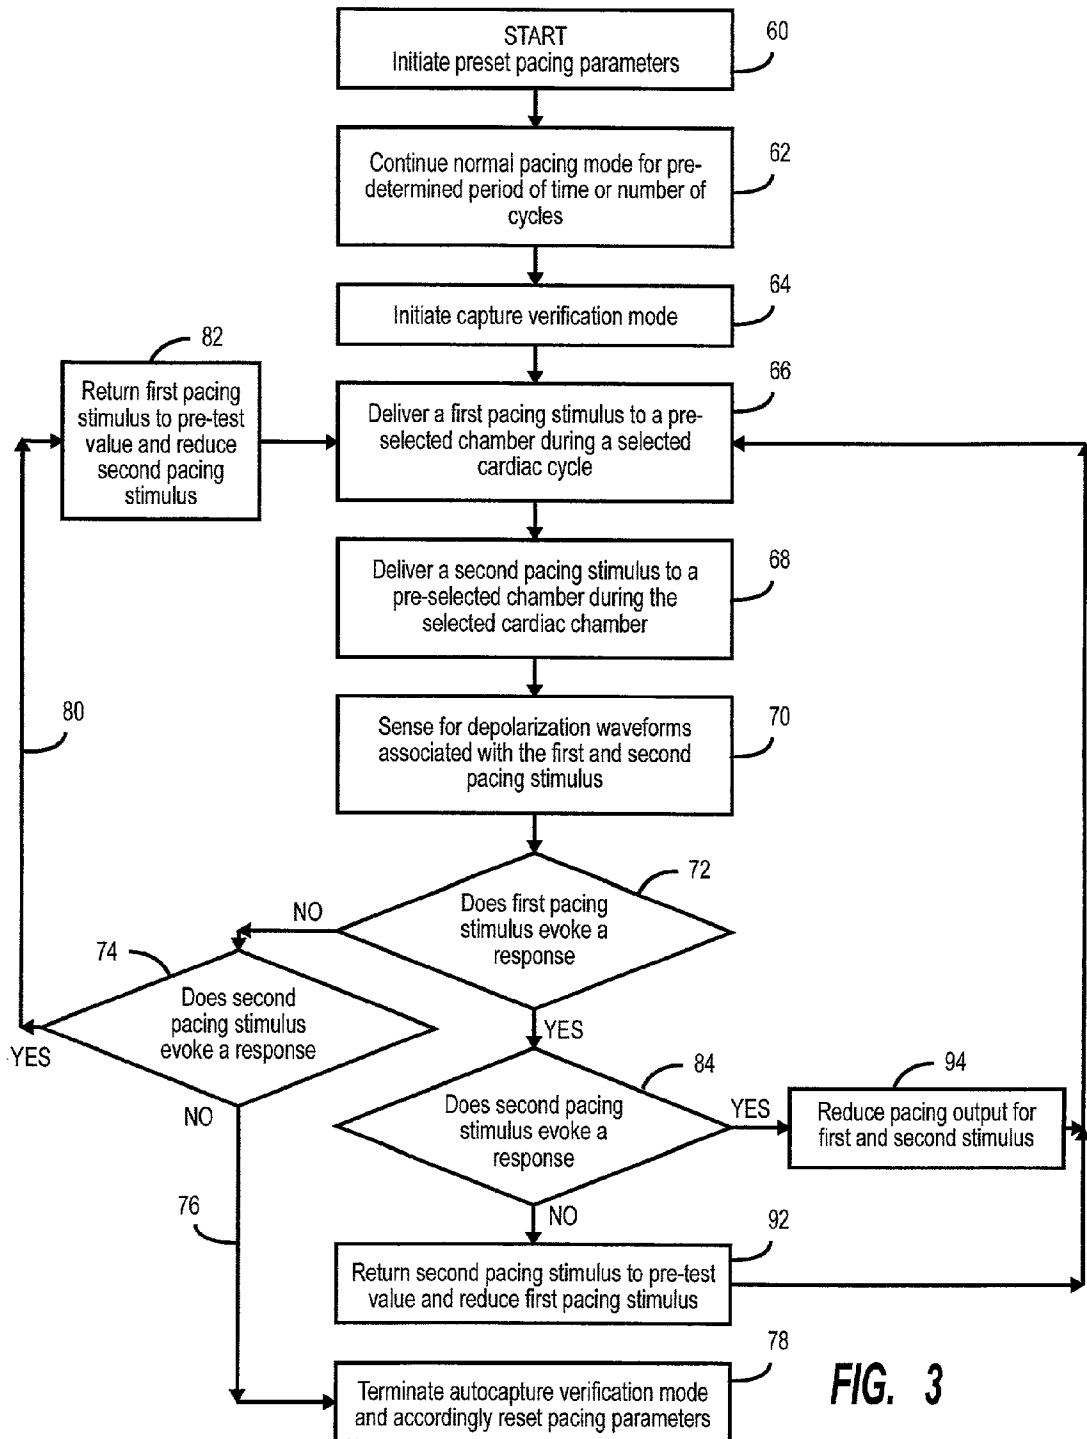 START
Initiate preset pacing parameters
60
Continue normal pacing mode for pre-
determined period of time or number of
cycles
62
Initiate capture verification mode
64
82
Return first pacing
stimulus to pre-test
value and reduce
second pacing
stimulus
Deliver a first pacing stimulus to a pre-
selected chamber during a selected
cardiac cycle
66
Deliver a second pacing stimulus to a
pre-selected chamber during the
selected cardiac chamber
68
Sense for depolarization waveforms
associated with the first and second
pacing stimulus
70
80
72
Does first pacing
stimulus evoke a
response
NO
YES
74
Does second
pacing stimulus
evoke a response
YES
NO
84
Does second pacing
stimulus evoke a
response
YES
NO
94
Reduce pacing output for
first and second stimulus
76
92
Return second pacing stimulus to pre-test
value and reduce first pacing stimulus
78
Terminate autocapture verification mode
and accordingly reset pacing parameters
FIG. 3